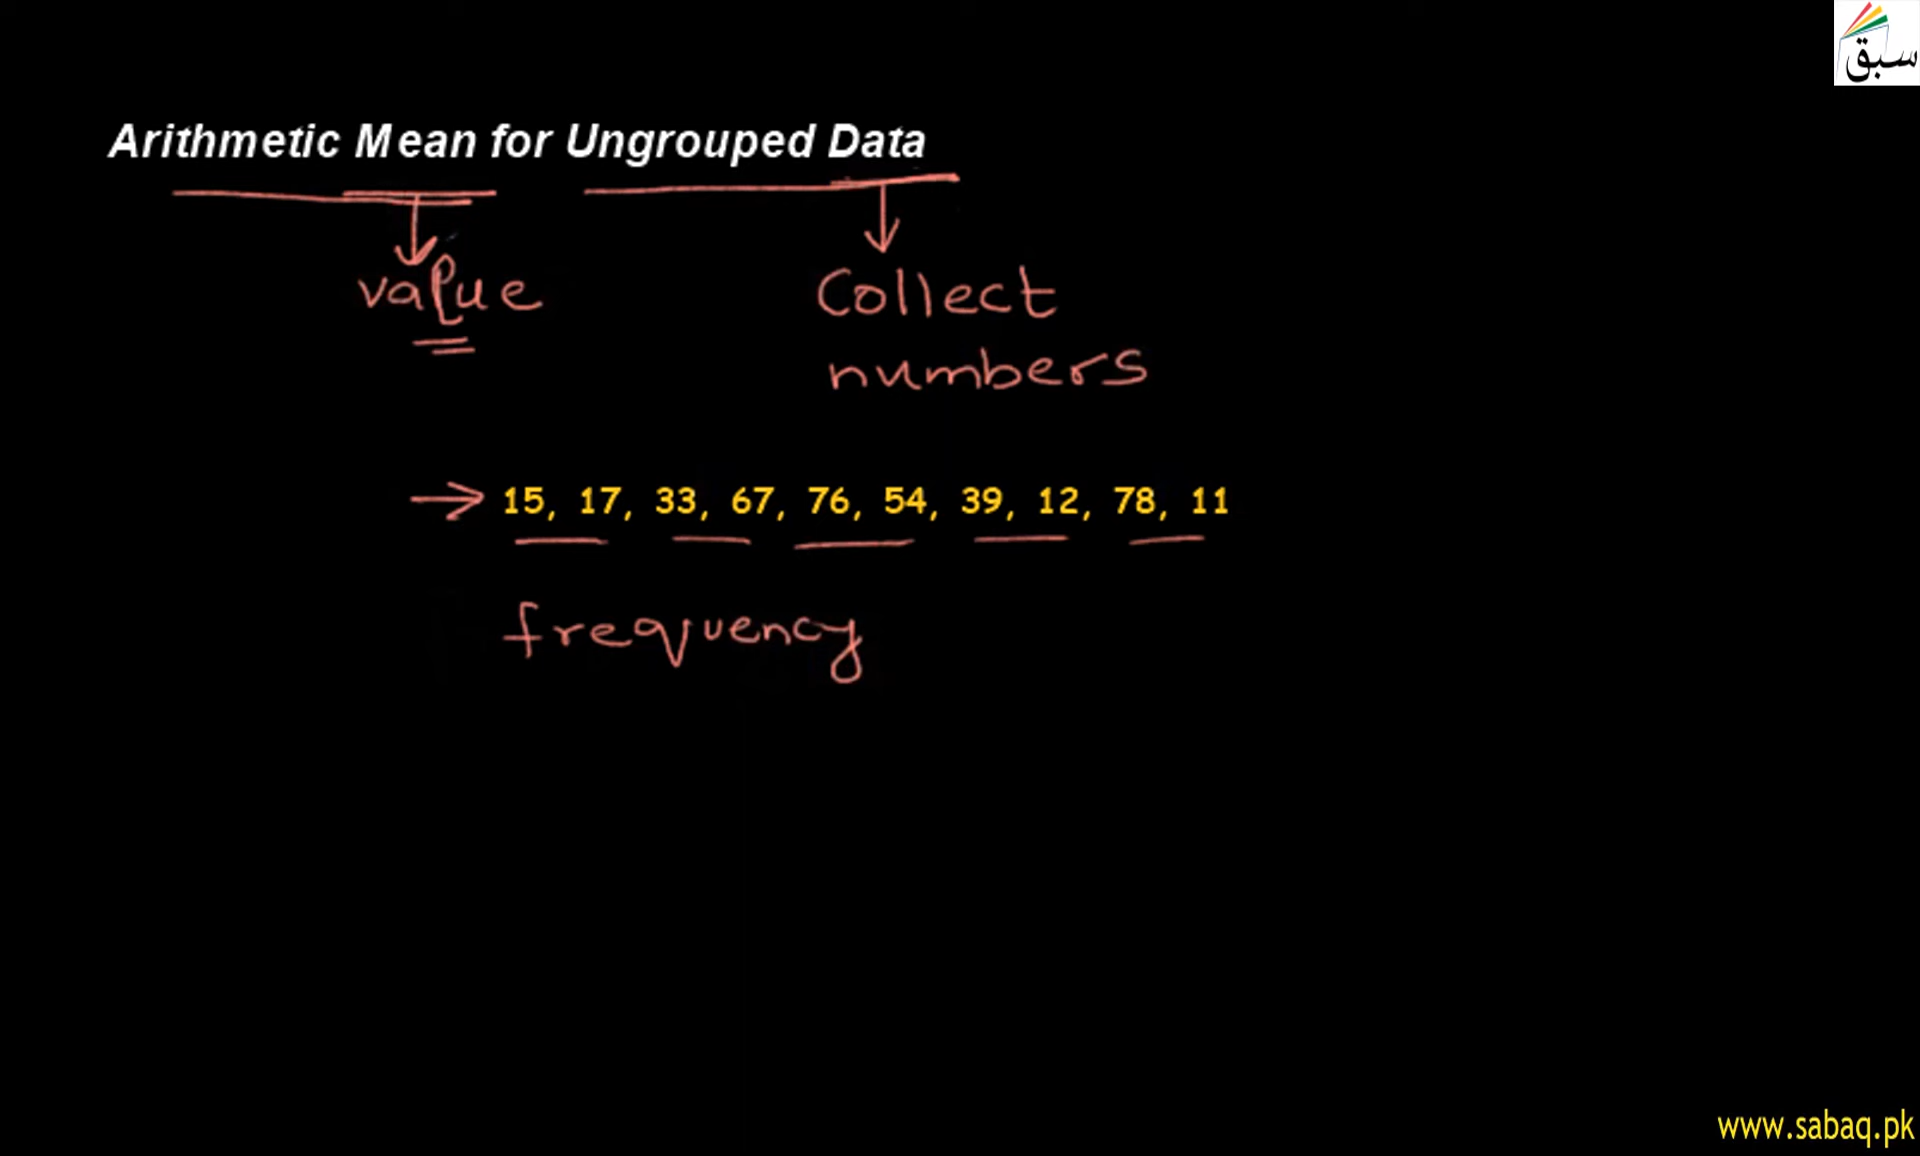 سبق
Arithmetic Mean for Ungrouped Data
value
Collect
numbers
15, 17, 33, 67, 76, 54, 39, 12, 78, 11
frequency
www.sabaq.pk